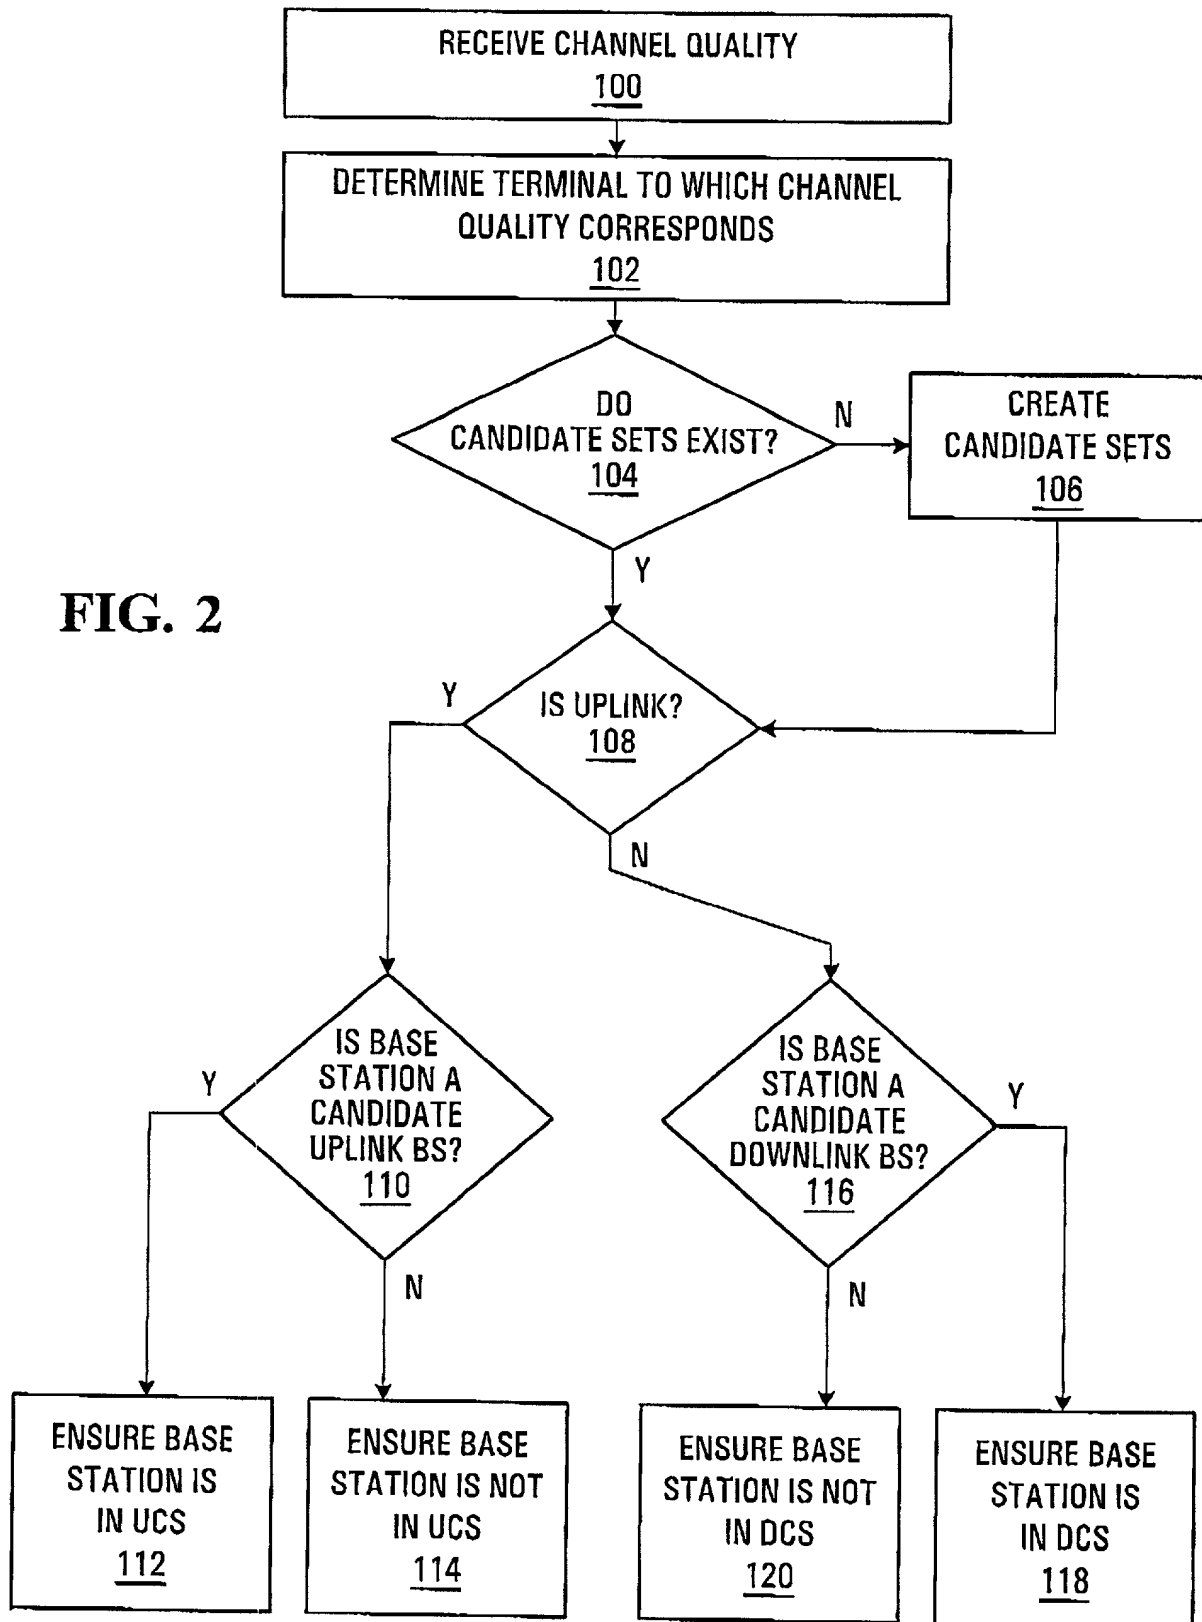 RECEIVE CHANNEL QUALITY
100
DETERMINE TERMINAL TO WHICH CHANNEL
QUALITY CORRESPONDS
102
DO
CANDIDATE SETS EXIST?
104
N
CREATE
CANDIDATE SETS
106
Y
FIG. 2
IS UPLINK?
108
Y
N
IS BASE
STATION A
CANDIDATE
UPLINK BS?
110
Y
N
IS BASE
STATION A
CANDIDATE
DOWNLINK BS?
116
Y
N
ENSURE BASE
STATION IS
IN UCS
112
ENSURE BASE
STATION IS NOT
IN UCS
114
ENSURE BASE
STATION IS NOT
IN DCS
120
ENSURE BASE
STATION IS
IN DCS
118